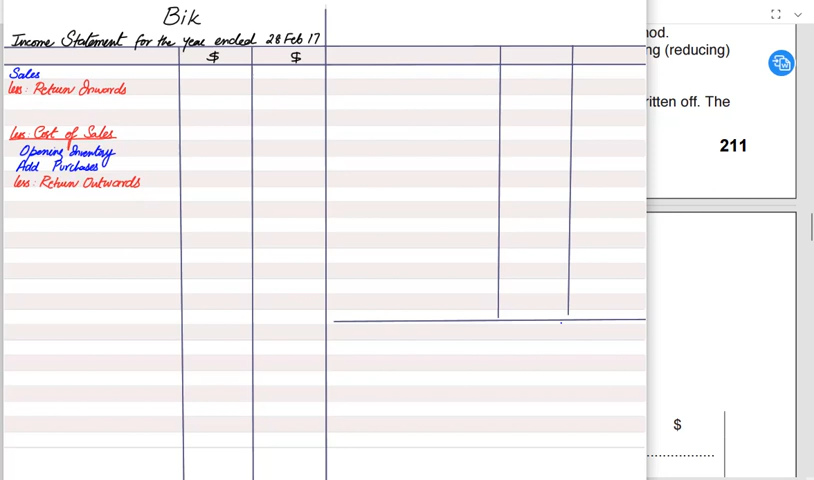 Bik
Income Statement for the year ended 28 Feb 17
$ $
Sales
less: Return Inwards
less: Cost of Sales
Opening Inventory
Add Purchases
less: Return Outwards
nod.
ng (reducing)
ritten off. The
211
$